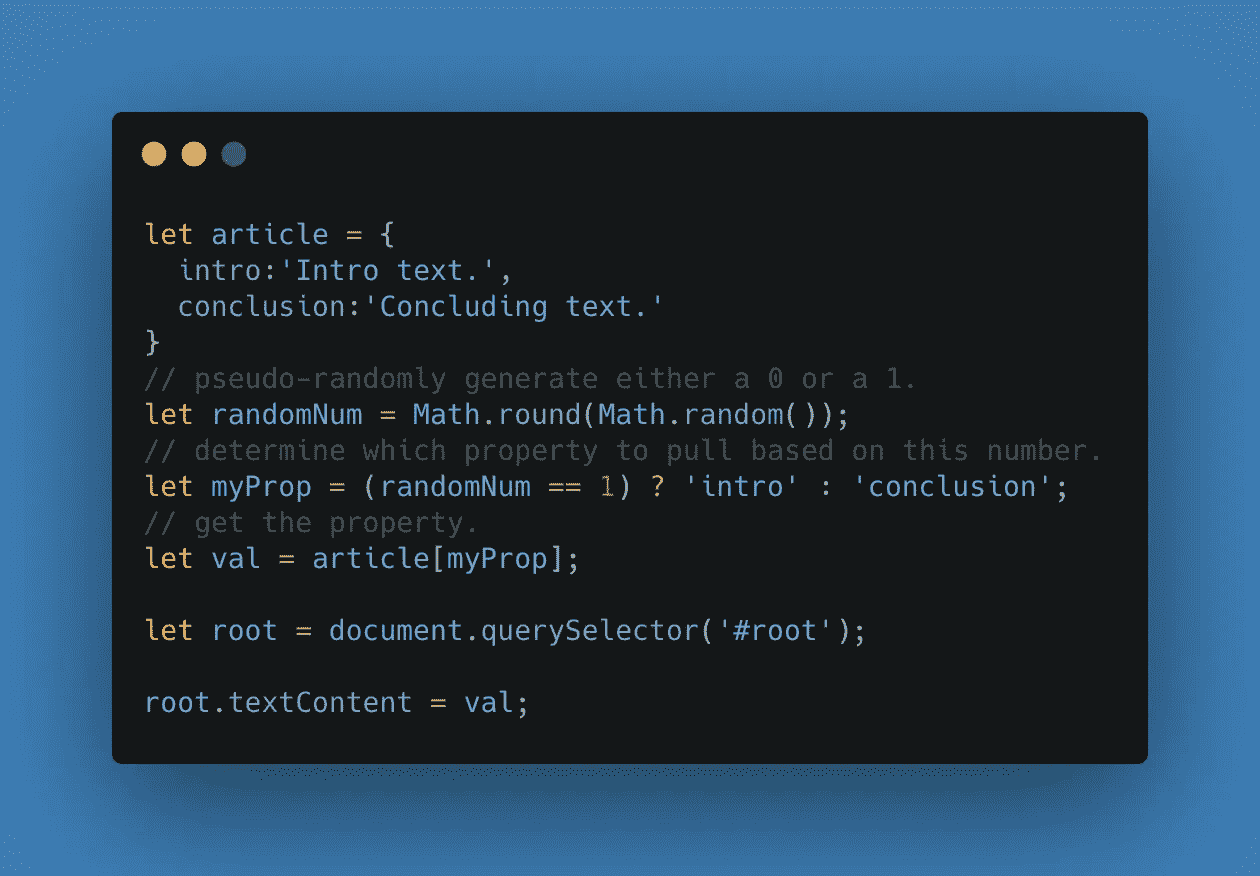 let article = {
  intro:'Intro text.',
  conclusion:'Concluding text.'
}
// pseudo-randomly generate either a 0 or a 1.
let randomNum = Math.round(Math.random());
// determine which property to pull based on this number.
let myProp = (randomNum == 1) ? 'intro' : 'conclusion';
// get the property.
let val = article[myProp];
let root = document.querySelector('#root');
root.textContent = val;